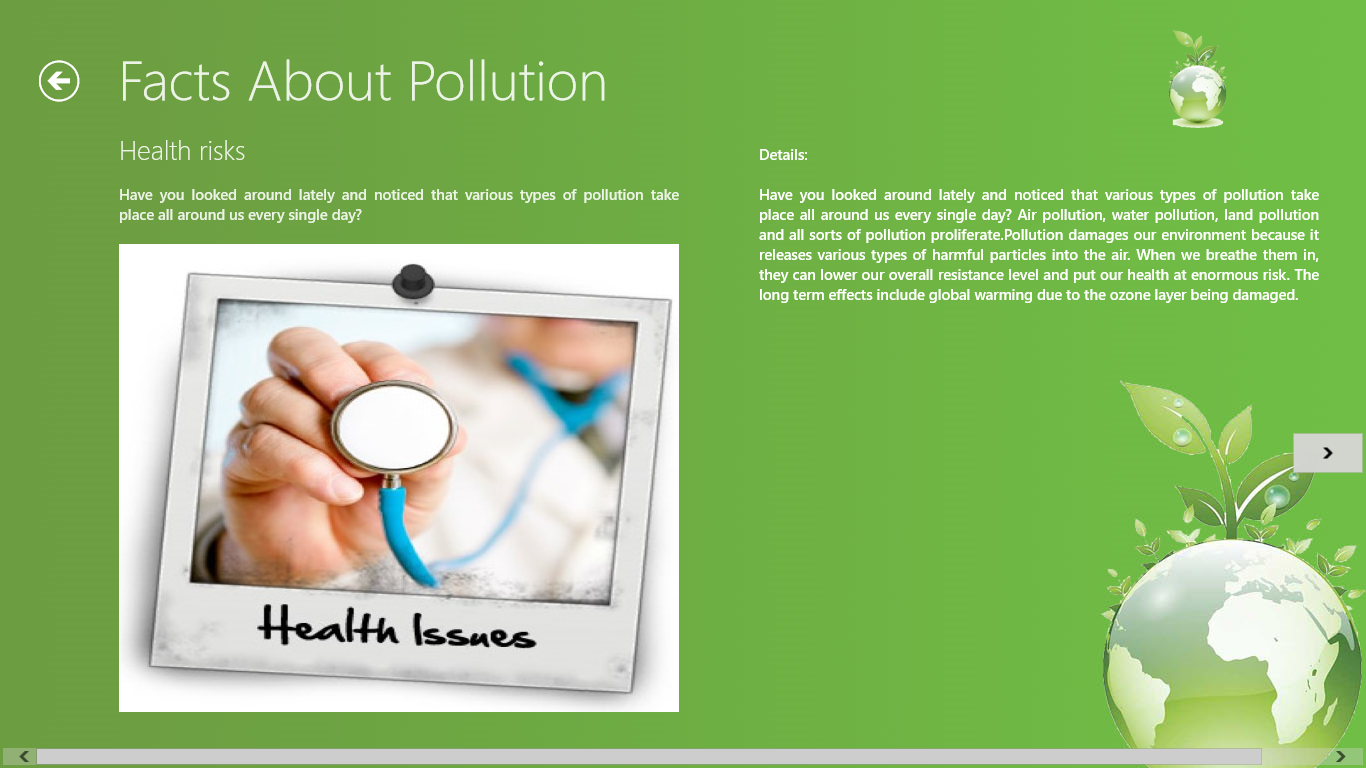 Facts About Pollution
Health risks
Have you looked around lately and noticed that various types of pollution take
place all around us every single day?
Health Issues
Details:
Have you looked around lately and noticed that various types of pollution take
place all around us every single day? Air pollution, water pollution, land pollution
and all sorts of pollution proliferate.Pollution damages our environment because it
releases various types of harmful particles into the air. When we breathe them in,
they can lower our overall resistance level and put our health at enormous risk. The
long term effects include global warming due to the ozone layer being damaged.